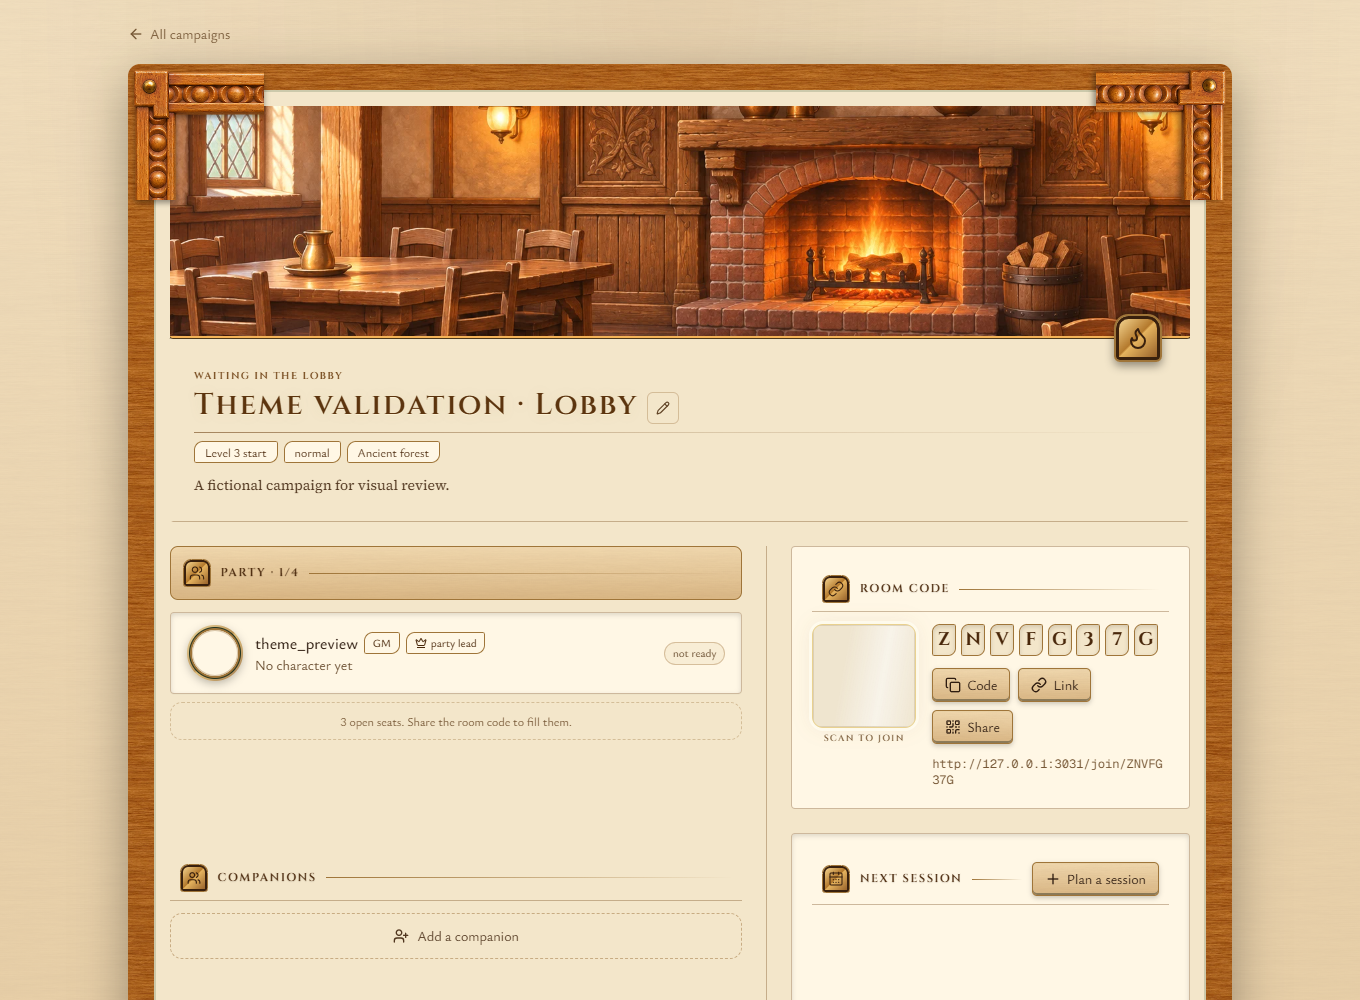 All campaigns
WAITING IN THE LOBBY
THEME VALIDATION · LOBBY
Level 3 start
normal
Ancient forest
A fictional campaign for visual review.
PARTY · 1/4
theme_preview
GM
party lead
No character yet
not ready
3 open seats. Share the room code to fill them.
COMPANIONS
Add a companion
ROOM CODE
Z N V F G 3 7 G
Code
Link
Share
SCAN TO JOIN
http://127.0.0.1:3031/join/ZNVFG
37G
NEXT SESSION
Plan a session